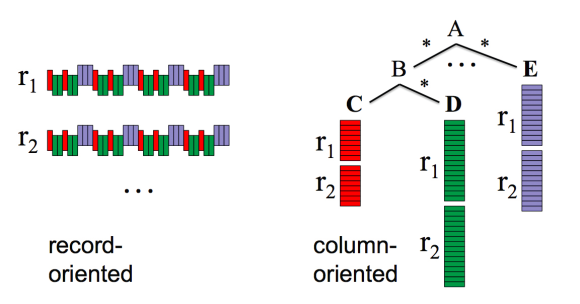 r1
r2
...
record-
oriented
A
* *
B ... E
*
C D
r1
r2
r1
r2
r1
r2
column-
oriented